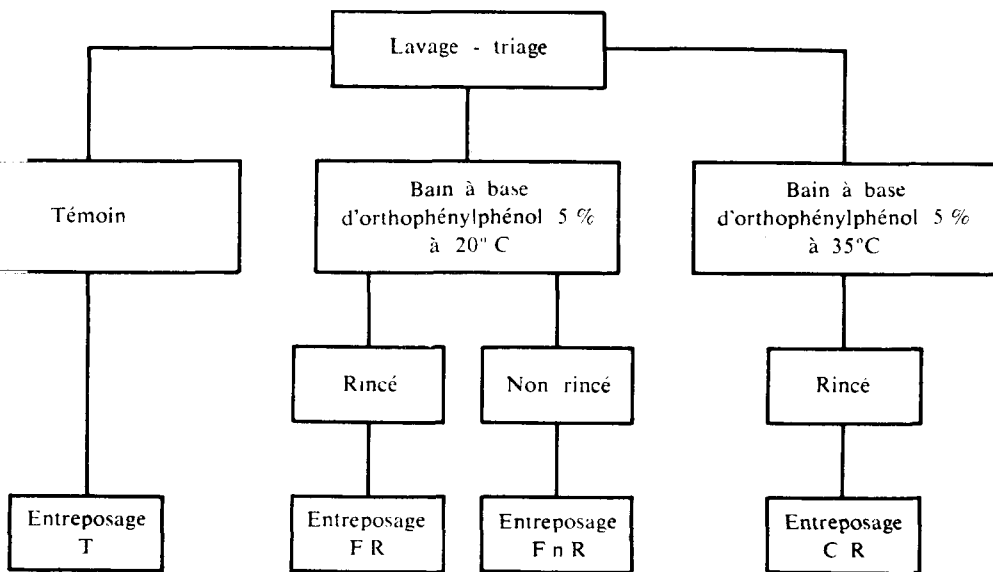 Lavage - triage
Témoin
Bain à base
d'orthophénylphénol 5 %
à 20° C
Bain à base
d'orthophénylphénol 5 %
à 35°C
Rincé
Non rincé
Rincé
Entreposage
T
Entreposage
F R
Entreposage
F n R
Entreposage
C R